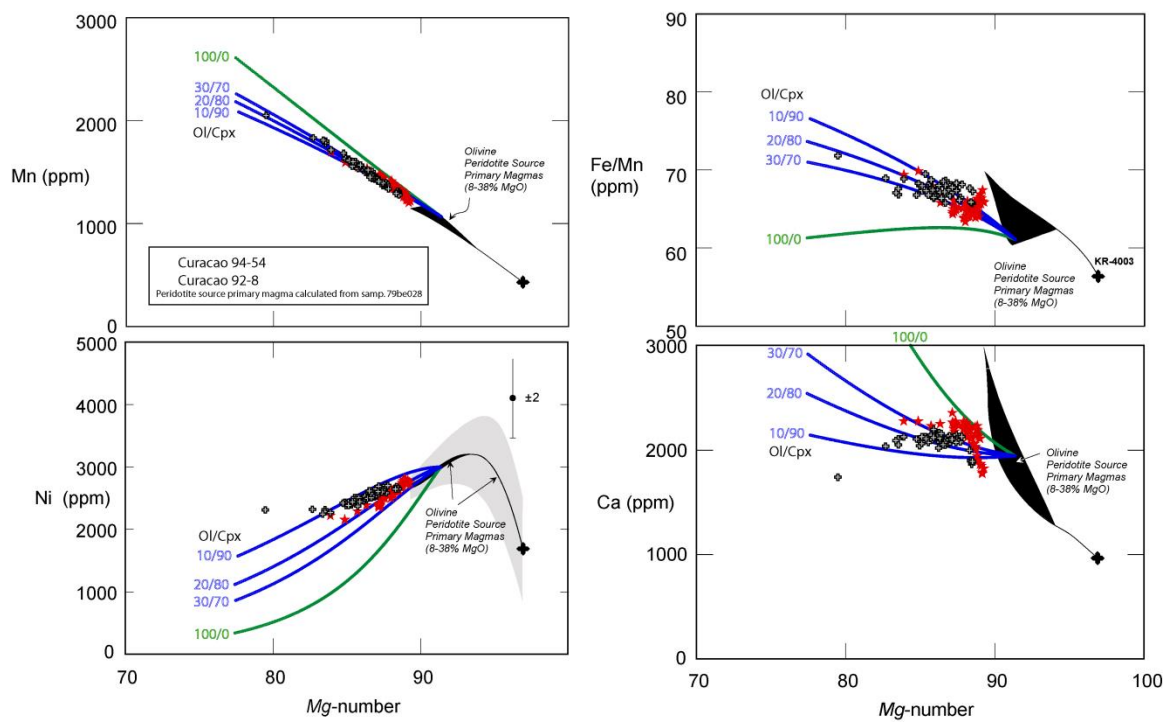 3000
2000
1000
0
Mn (ppm)
100/0
30/70
20/80
10/90
Ol/Cpx
Olivine
Peridotite Source
Primary Magmas
(8-38% MgO)
Curacao 94-54
Curacao 92-8
Peridotite source primary magma calculated from samp.79be028
90
80
70
60
50
Fe/Mn
(ppm)
Ol/Cpx
10/90
20/80
30/70
100/0
KR-4003
Olivine
Peridotite Source
Primary Magmas
(8-38% MgO)
5000
4000
3000
2000
1000
0
Ni (ppm)
±2
Ol/Cpx
10/90
20/80
30/70
100/0
Olivine
Peridotite Source
Primary Magmas
(8-38% MgO)
70
80
90
Mg-number
3000
2000
1000
0
Ca (ppm)
100/0
30/70
20/80
10/90
Ol/Cpx
Olivine
Peridotite Source
Primary Magmas
(8-38% MgO)
70
80
90
100
Mg-number